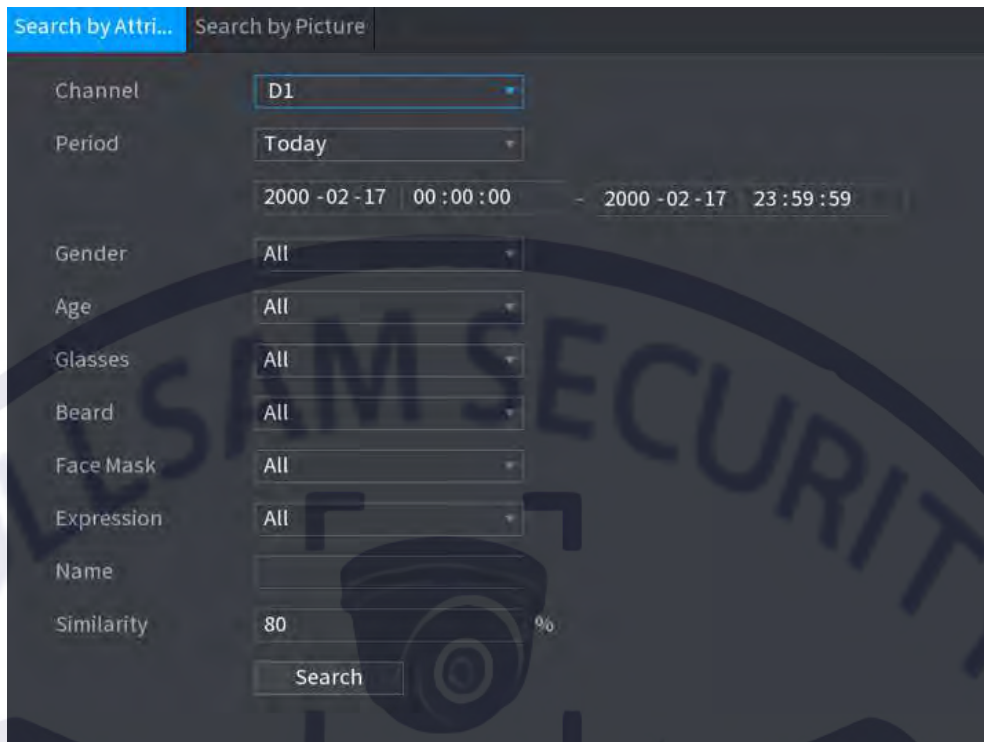 Search by Attri... Search by Picture
Channel D1
Period Today
2000 -02 -17 00 : 00 : 00 - 2000 -02 -17 23 : 59 : 59
Gender All
Age All
Glasses All
Beard All
Face Mask All
Expression All
Name
Similarity 80 %
Search
LLSAM SECURIT